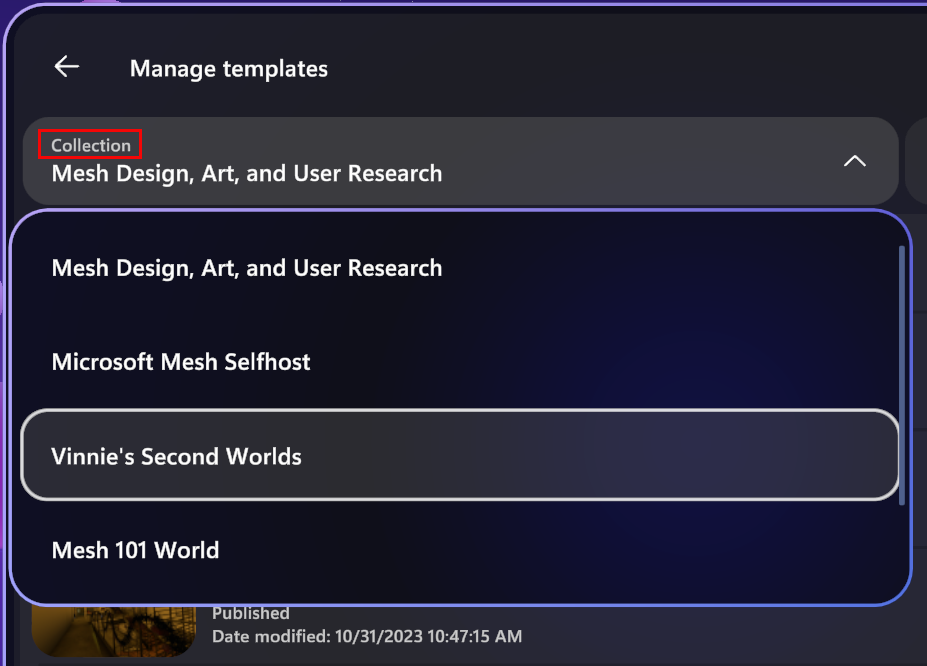 Manage templates
Collection
Mesh Design, Art, and User Research
Mesh Design, Art, and User Research
Microsoft Mesh Selfhost
Vinnie's Second Worlds
Mesh 101 World
Published
Date modified: 10/31/2023 10:47:15 AM